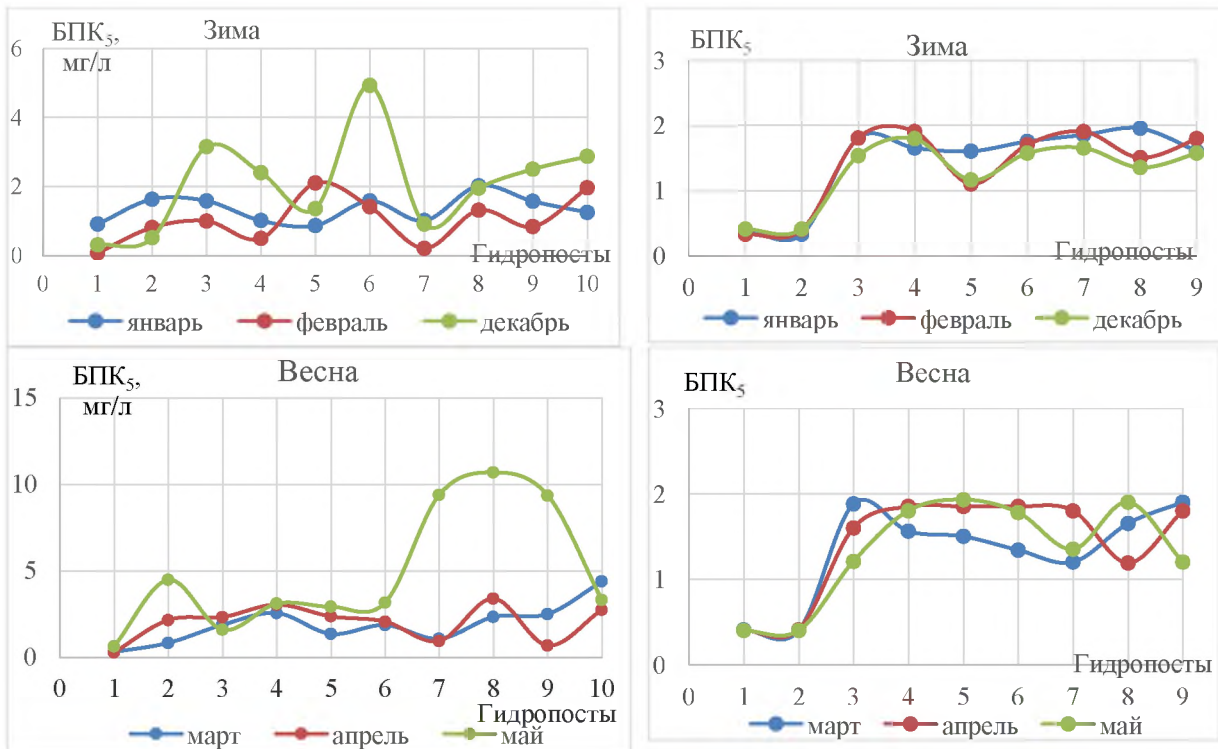 БПК₅,
мг/л
Зима
6
4
2
0
Гидропосты
0 1 2 3 4 5 6 7 8 9 10
январь февраль декабрь
БПК₅
Зима
3
2
1
0
Гидропосты
0 1 2 3 4 5 6 7 8 9
январь февраль декабрь
БПК₅,
мг/л
Весна
15
10
5
0
0 1 2 3 4 5 6 7 8 9 10
Гидропосты
март апрель май
БПК₅
Весна
3
2
1
0
Гидропосты
0 1 2 3 4 5 6 7 8 9
март апрель май